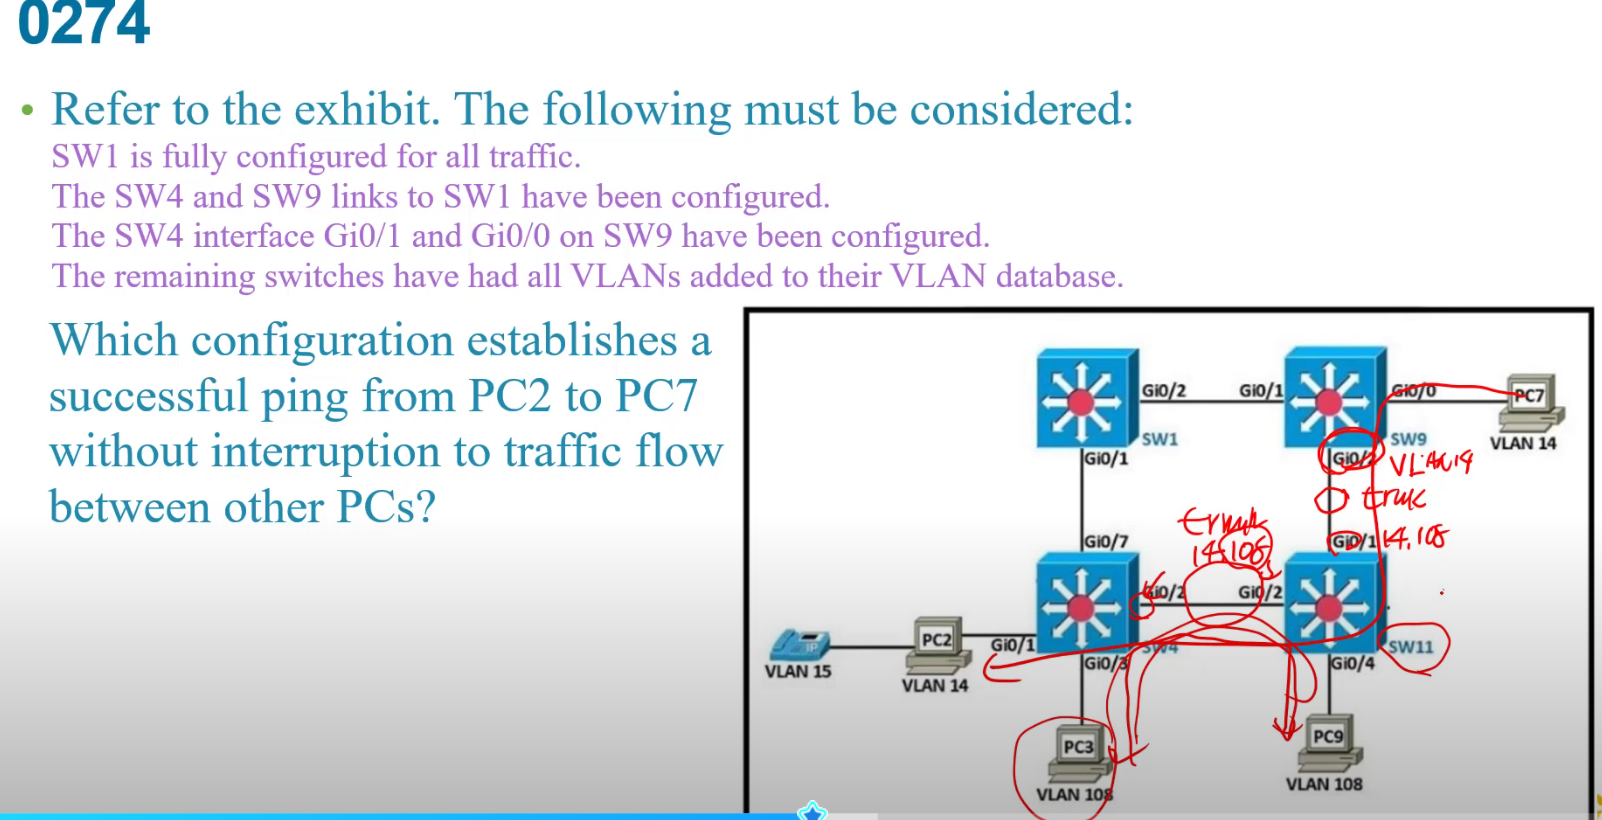 0274
• Refer to the exhibit. The following must be considered:
SW1 is fully configured for all traffic.
The SW4 and SW9 links to SW1 have been configured.
The SW4 interface Gi0/1 and Gi0/0 on SW9 have been configured.
The remaining switches have had all VLANs added to their VLAN database.
Which configuration establishes a
successful ping from PC2 to PC7
without interruption to traffic flow
between other PCs?
Gi0/2 Gi0/1 Gi0/0 PC7
SW1 SW9 VLAN 14
Gi0/1 VLAN 14
trunk
trunk
Gi0/7 14,108 Gi0/1 14,108
Gi0/2 Gi0/2
IP PC2 Gi0/1 SW4 SW11
VLAN 15 Gi0/3 Gi0/4
VLAN 14
PC3 PC9
VLAN 108 VLAN 108